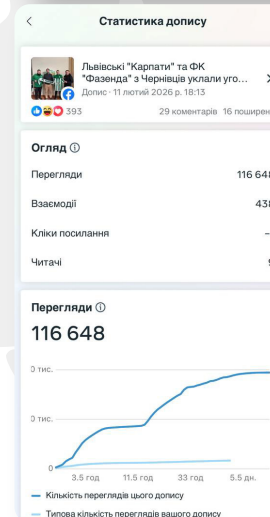 Статистика допису
Львівські "Карпати" та ФК
"Фазенда" з Чернівців уклали уго...
Допис · 11 лютий 2026 р. 18:13
393 29 коментарів 16 поширен
Огляд
Перегляди 116 648
Взаємодії 438
Кліки посилання –
Читачі
Перегляди
116 648
0 тис.
0 тис.
0
3.5 год 11.5 год 33 год 5.5 дн.
Кількість переглядів цього допису
Типова кількість переглядів вашого допису